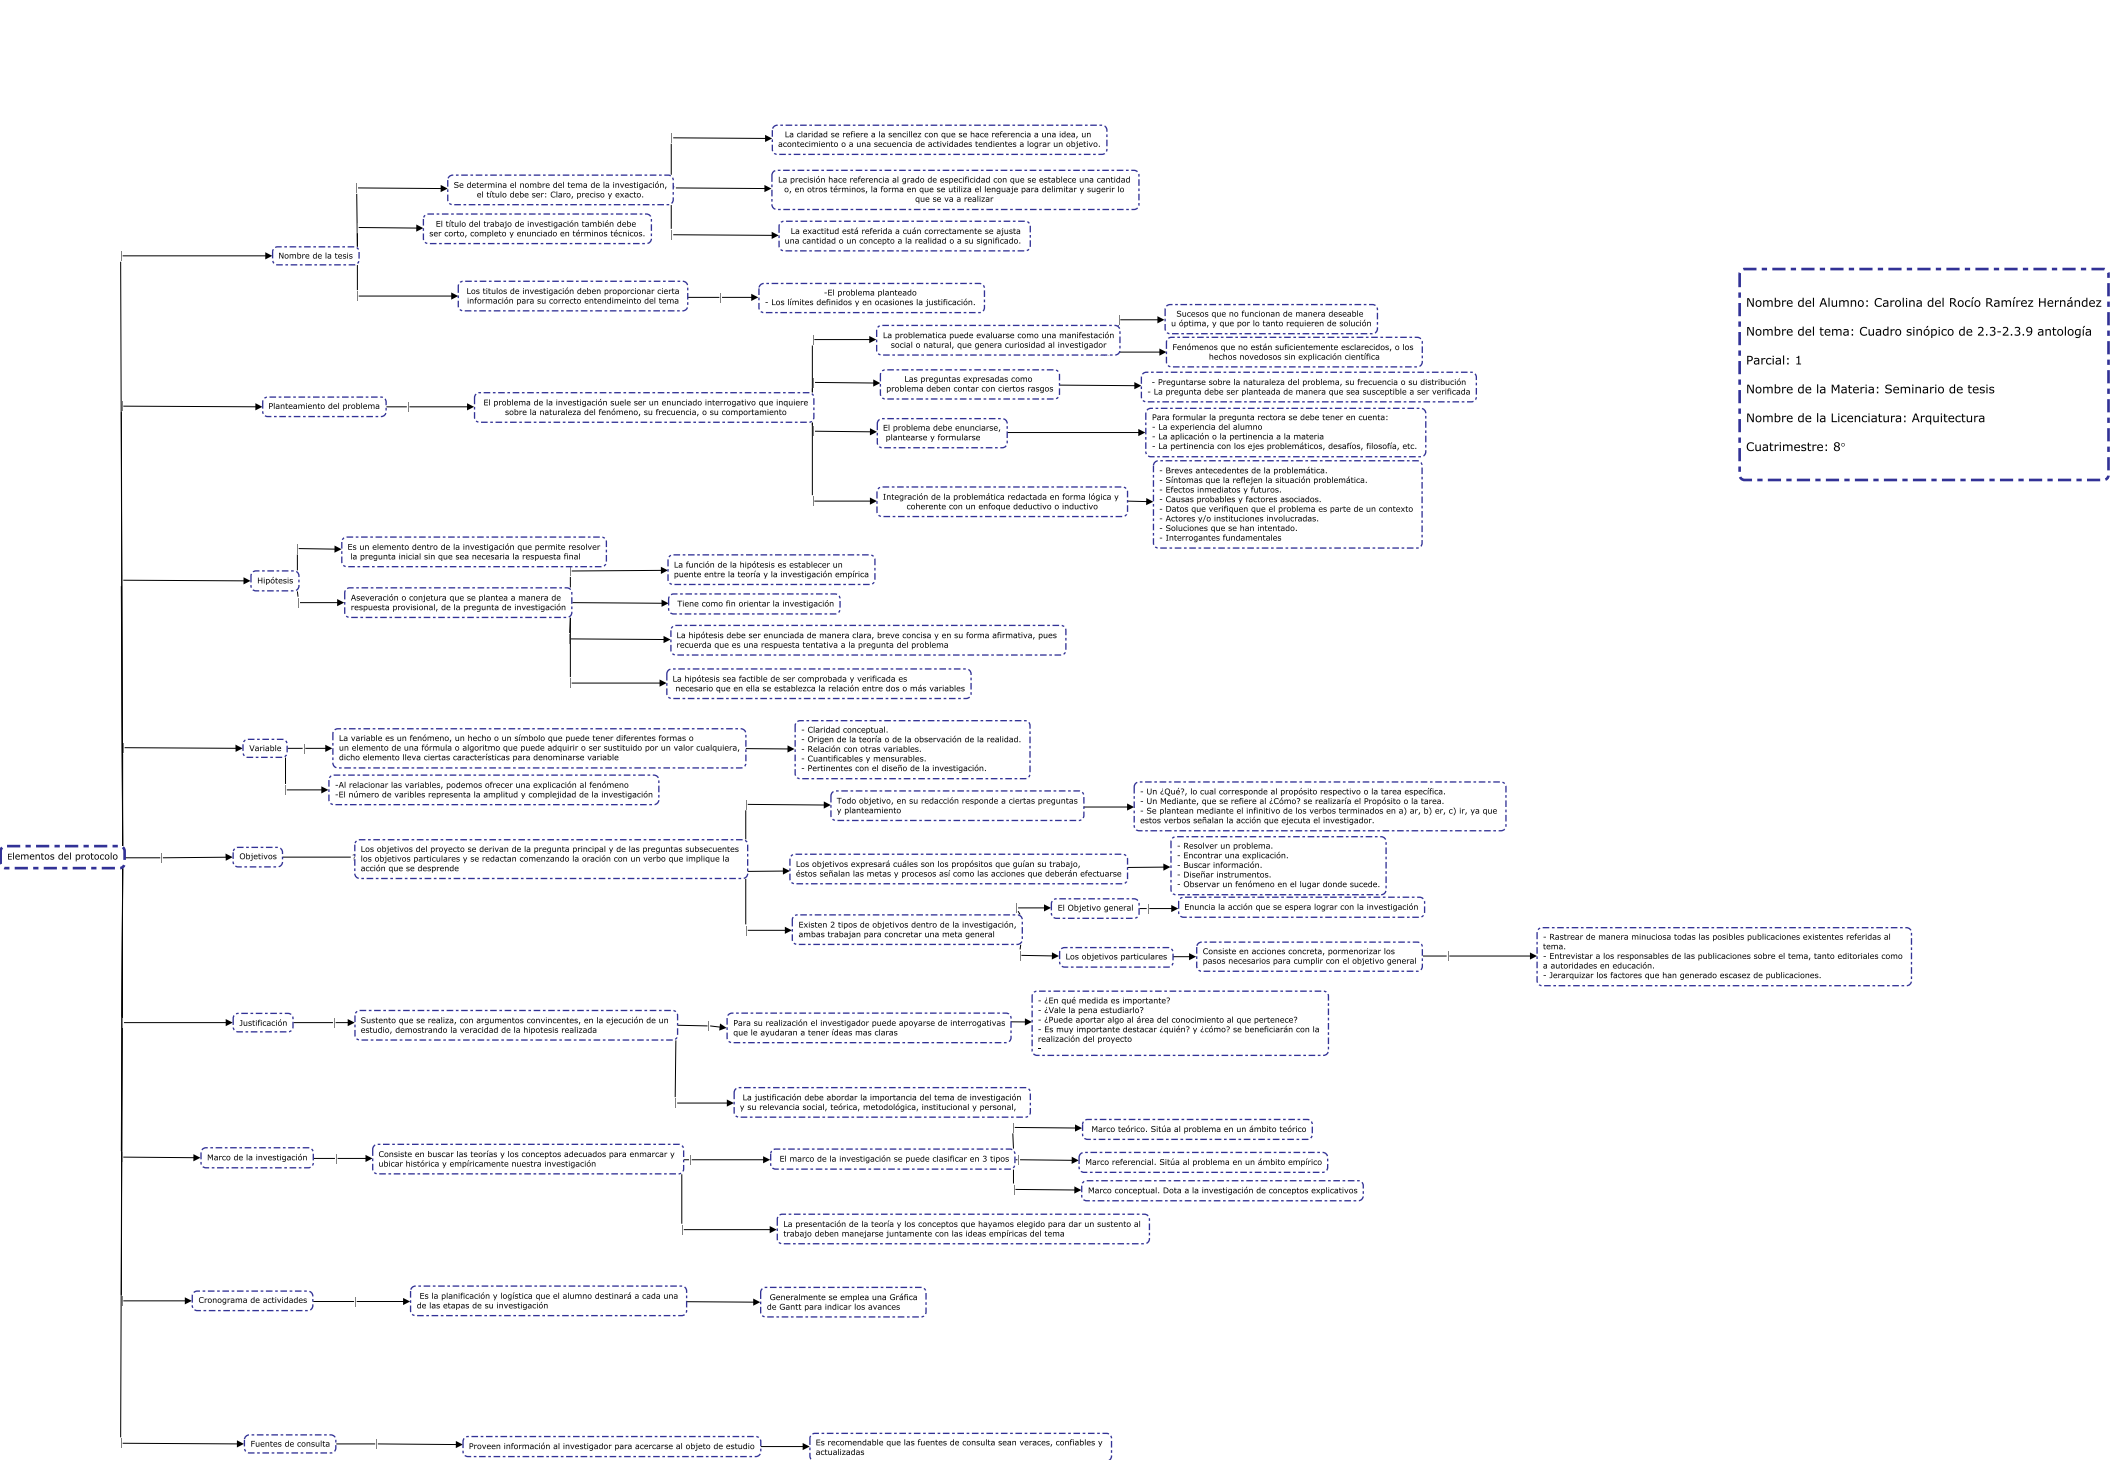 La claridad se refiere a la sencillez con que se hace referencia a una idea, un
acontecimiento o a una secuencia de actividades tendientes a lograr un objetivo.
Se determina el nombre del tema de la investigación,
el título debe ser: Claro, preciso y exacto.
La precisión hace referencia al grado de especificidad con que se establece una cantidad
o, en otros términos, la forma en que se utiliza el lenguaje para delimitar y sugerir lo
que se va a realizar
El título del trabajo de investigación también debe
ser corto, completo y enunciado en términos técnicos.
La exactitud está referida a cuán correctamente se ajusta
una cantidad o un concepto a la realidad o a su significado.
Nombre de la tesis
Los titulos de investigación deben proporcionar cierta
información para su correcto entendimeinto del tema
-El problema planteado
- Los límites definidos y en ocasiones la justificación.
Nombre del Alumno: Carolina del Rocío Ramírez Hernández
Nombre del tema: Cuadro sinópico de 2.3-2.3.9 antología
Parcial: 1
Nombre de la Materia: Seminario de tesis
Nombre de la Licenciatura: Arquitectura
Cuatrimestre: 8°
Planteamiento del problema
El problema de la investigación suele ser un enunciado interrogativo que inquiere
sobre la naturaleza del fenómeno, su frecuencia, o su comportamiento
La problematica puede evaluarse como una manifestación
social o natural, que genera curiosidad al investigador
Sucesos que no funcionan de manera deseable
u óptima, y que por lo tanto requieren de solución
Fenómenos que no están suficientemente esclarecidos, o los
hechos novedosos sin explicación científica
Las preguntas expresadas como
problema deben contar con ciertos rasgos
- Preguntarse sobre la naturaleza del problema, su frecuencia o su distribución
- La pregunta debe ser planteada de manera que sea susceptible a ser verificada
El problema debe enunciarse,
plantearse y formularse
Para formular la pregunta rectora se debe tener en cuenta:
- La experiencia del alumno
- La aplicación o la pertinencia a la materia
- La pertinencia con los ejes problemáticos, desafíos, filosofía, etc.
Integración de la problemática redactada en forma lógica y
coherente con un enfoque deductivo o inductivo
- Breves antecedentes de la problemática.
- Síntomas que la reflejen la situación problemática.
- Efectos inmediatos y futuros.
- Causas probables y factores asociados.
- Datos que verifiquen que el problema es parte de un contexto
- Actores y/o instituciones involucradas.
- Soluciones que se han intentado.
- Interrogantes fundamentales
Hipótesis
Es un elemento dentro de la investigación que permite resolver
la pregunta inicial sin que sea necesaria la respuesta final
Aseveración o conjetura que se plantea a manera de
respuesta provisional, de la pregunta de investigación
La función de la hipótesis es establecer un
puente entre la teoría y la investigación empírica
Tiene como fin orientar la investigación
La hipótesis debe ser enunciada de manera clara, breve concisa y en su forma afirmativa, pues
recuerda que es una respuesta tentativa a la pregunta del problema
La hipótesis sea factible de ser comprobada y verificada es
necesario que en ella se establezca la relación entre dos o más variables
Variable
La variable es un fenómeno, un hecho o un símbolo que puede tener diferentes formas o
un elemento de una fórmula o algoritmo que puede adquirir o ser sustituido por un valor cualquiera,
dicho elemento lleva ciertas características para denominarse variable
- Claridad conceptual.
- Origen de la teoría o de la observación de la realidad.
- Relación con otras variables.
- Cuantificables y mensurables.
- Pertinentes con el diseño de la investigación.
-Al relacionar las variables, podemos ofrecer una explicación al fenómeno
-El número de varibles representa la amplitud y complejidad de la investigación
Elementos del protocolo
Objetivos
Los objetivos del proyecto se derivan de la pregunta principal y de las preguntas subsecuentes
los objetivos particulares y se redactan comenzando la oración con un verbo que implique la
acción que se desprende
Todo objetivo, en su redacción responde a ciertas preguntas
y planteamiento
- Un ¿Qué?, lo cual corresponde al propósito respectivo o la tarea específica.
- Un Mediante, que se refiere al ¿Cómo? se realizaría el Propósito o la tarea.
- Se plantean mediante el infinitivo de los verbos terminados en a) ar, b) er, c) ir, ya que
estos verbos señalan la acción que ejecuta el investigador.
Los objetivos expresará cuáles son los propósitos que guían su trabajo,
éstos señalan las metas y procesos así como las acciones que deberán efectuarse
- Resolver un problema.
- Encontrar una explicación.
- Buscar información.
- Diseñar instrumentos.
- Observar un fenómeno en el lugar donde sucede.
Existen 2 tipos de objetivos dentro de la investigación,
ambas trabajan para concretar una meta general
El Objetivo general
Enuncia la acción que se espera lograr con la investigación
Los objetivos particulares
Consiste en acciones concreta, pormenorizar los
pasos necesarios para cumplir con el objetivo general
- Rastrear de manera minuciosa todas las posibles publicaciones existentes referidas al
tema.
- Entrevistar a los responsables de las publicaciones sobre el tema, tanto editoriales como
a autoridades en educación.
- Jerarquizar los factores que han generado escasez de publicaciones.
Justificación
Sustento que se realiza, con argumentos convincentes, en la ejecución de un
estudio, demostrando la veracidad de la hipotesis realizada
Para su realización el investigador puede apoyarse de interrogativas
que le ayudaran a tener ídeas mas claras
- ¿En qué medida es importante?
- ¿Vale la pena estudiarlo?
- ¿Puede aportar algo al área del conocimiento al que pertenece?
- Es muy importante destacar ¿quién? y ¿cómo? se beneficiarán con la
realización del proyecto
-
La justificación debe abordar la importancia del tema de investigación
y su relevancia social, teórica, metodológica, institucional y personal,
Marco de la investigación
Consiste en buscar las teorías y los conceptos adecuados para enmarcar y
ubicar histórica y empíricamente nuestra investigación
El marco de la investigación se puede clasificar en 3 tipos
Marco teórico. Sitúa al problema en un ámbito teórico
Marco referencial. Sitúa al problema en un ámbito empírico
Marco conceptual. Dota a la investigación de conceptos explicativos
La presentación de la teoría y los conceptos que hayamos elegido para dar un sustento al
trabajo deben manejarse juntamente con las ideas empíricas del tema
Cronograma de actividades
Es la planificación y logística que el alumno destinará a cada una
de las etapas de su investigación
Generalmente se emplea una Gráfica
de Gantt para indicar los avances
Fuentes de consulta
Proveen información al investigador para acercarse al objeto de estudio
Es recomendable que las fuentes de consulta sean veraces, confiables y
actualizadas